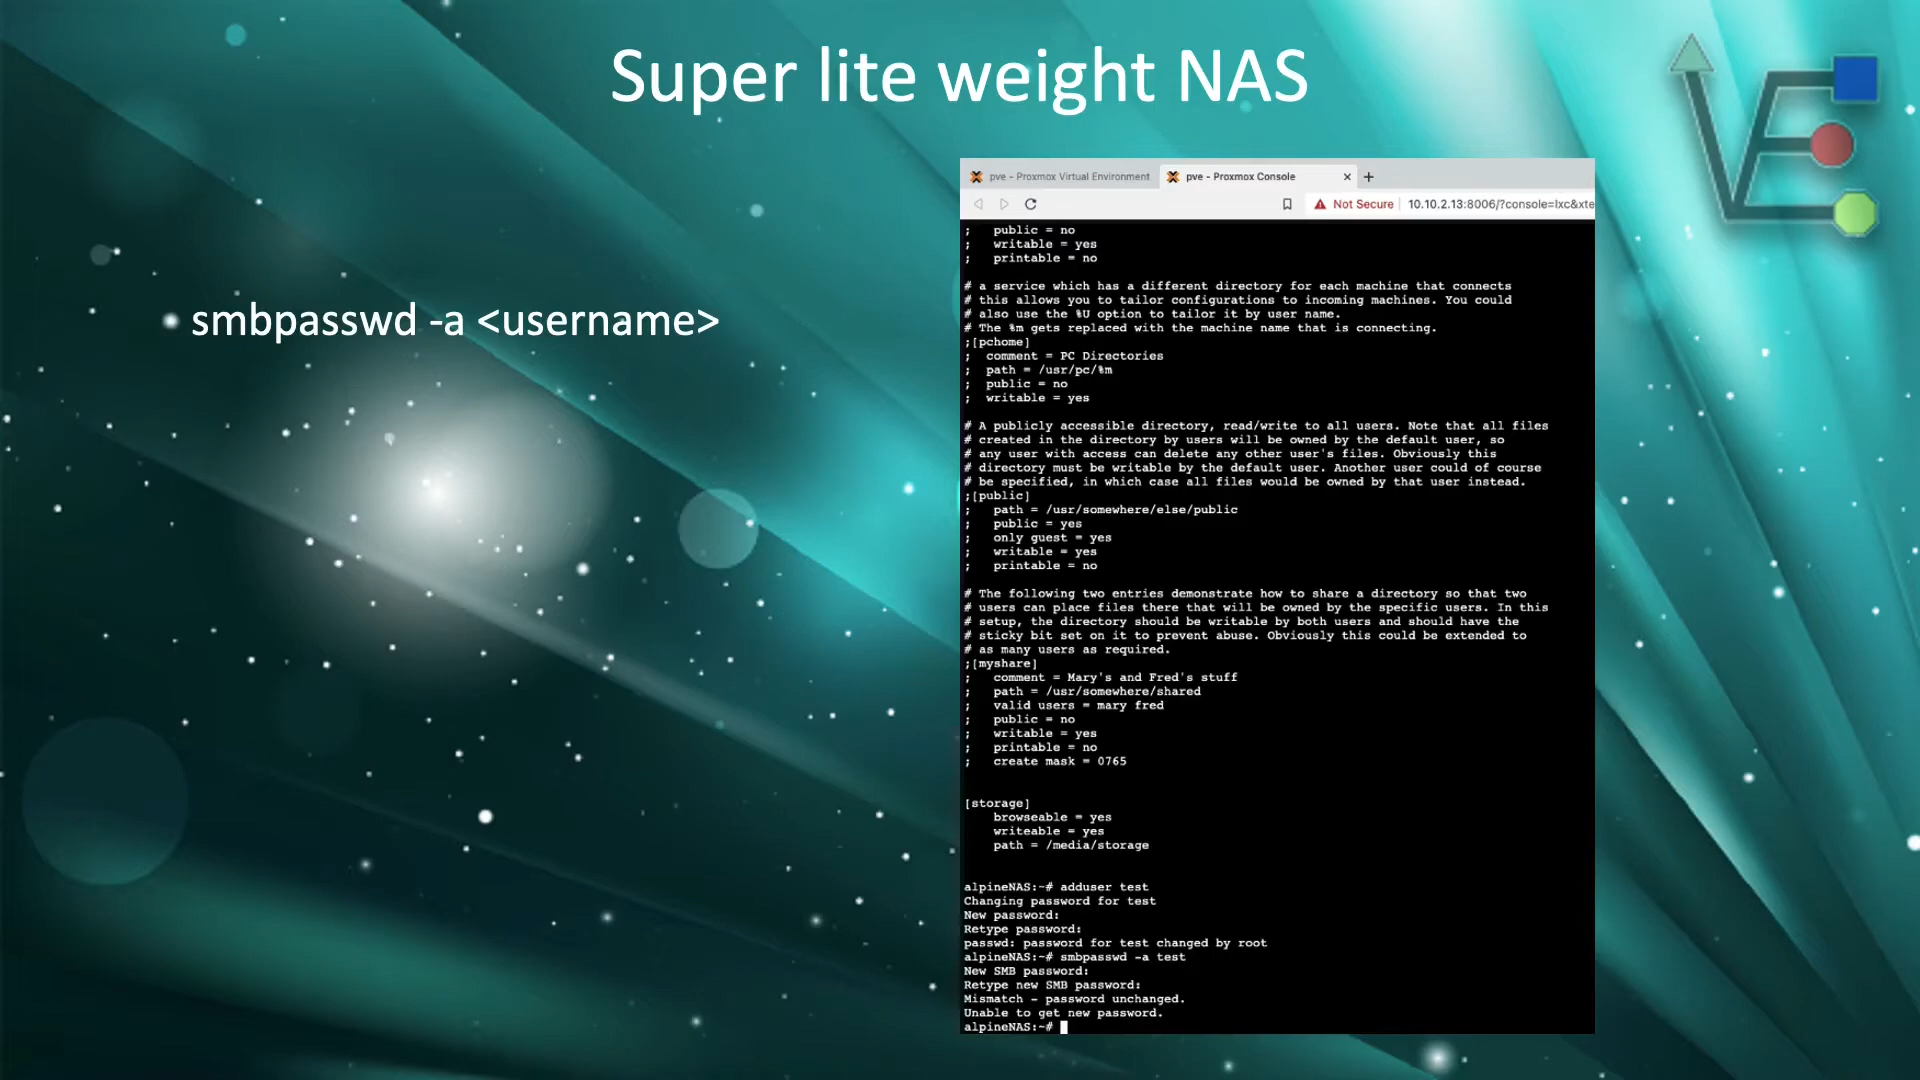 Super lite weight NAS
smbpasswd -a <username>
pve - Proxmox Virtual Environment
pve - Proxmox Console
Not Secure
10.10.2.13:8006/?console=lxc&xte
;   public = no
;   writable = yes
;   printable = no
# a service which has a different directory for each machine that connects
# this allows you to tailor configurations to incoming machines. You could
# also use the %U option to tailor it by user name.
# The %m gets replaced with the machine name that is connecting.
;[pchome]
;  comment = PC Directories
;  path = /usr/pc/%m
;  public = no
;  writable = yes
# A publicly accessible directory, read/write to all users. Note that all files
# created in the directory by users will be owned by the default user, so
# any user with access can delete any other user's files. Obviously this
# directory must be writable by the default user. Another user could of course
# be specified, in which case all files would be owned by that user instead.
;[public]
;   path = /usr/somewhere/else/public
;   public = yes
;   only guest = yes
;   writable = yes
;   printable = no
# The following two entries demonstrate how to share a directory so that two
# users can place files there that will be owned by the specific users. In this
# setup, the directory should be writable by both users and should have the
# sticky bit set on it to prevent abuse. Obviously this could be extended to
# as many users as required.
;[myshare]
;   comment = Mary's and Fred's stuff
;   path = /usr/somewhere/shared
;   valid users = mary fred
;   public = no
;   writable = yes
;   printable = no
;   create mask = 0765
[storage]
    browseable = yes
    writeable = yes
    path = /media/storage
alpineNAS:~# adduser test
Changing password for test
New password:
Retype password:
passwd: password for test changed by root
alpineNAS:~# smbpasswd -a test
New SMB password:
Retype new SMB password:
Mismatch - password unchanged.
Unable to get new password.
alpineNAS:~#